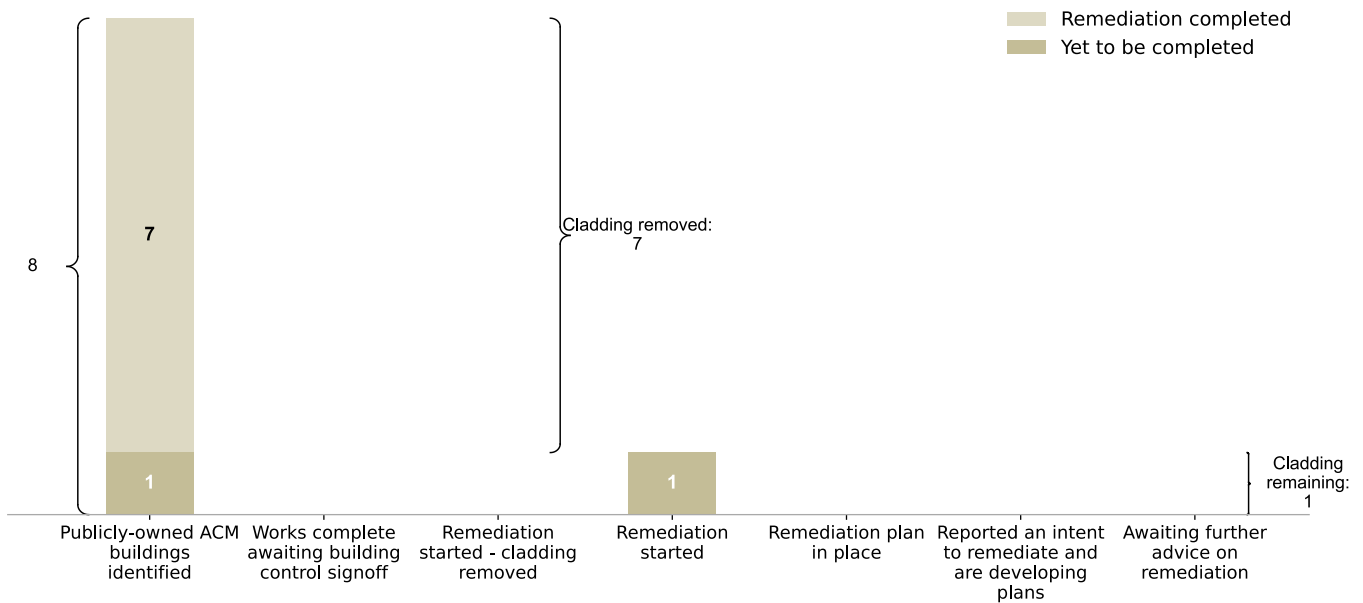 Remediation completed
Yet to be completed
8
7
1
Cladding removed:
7
1
Cladding
remaining:
1
Publicly-owned ACM
buildings
identified
Works complete
awaiting building
control signoff
Remediation
started - cladding
removed
Remediation
started
Remediation plan
in place
Reported an intent
to remediate and
are developing
plans
Awaiting further
advice on
remediation